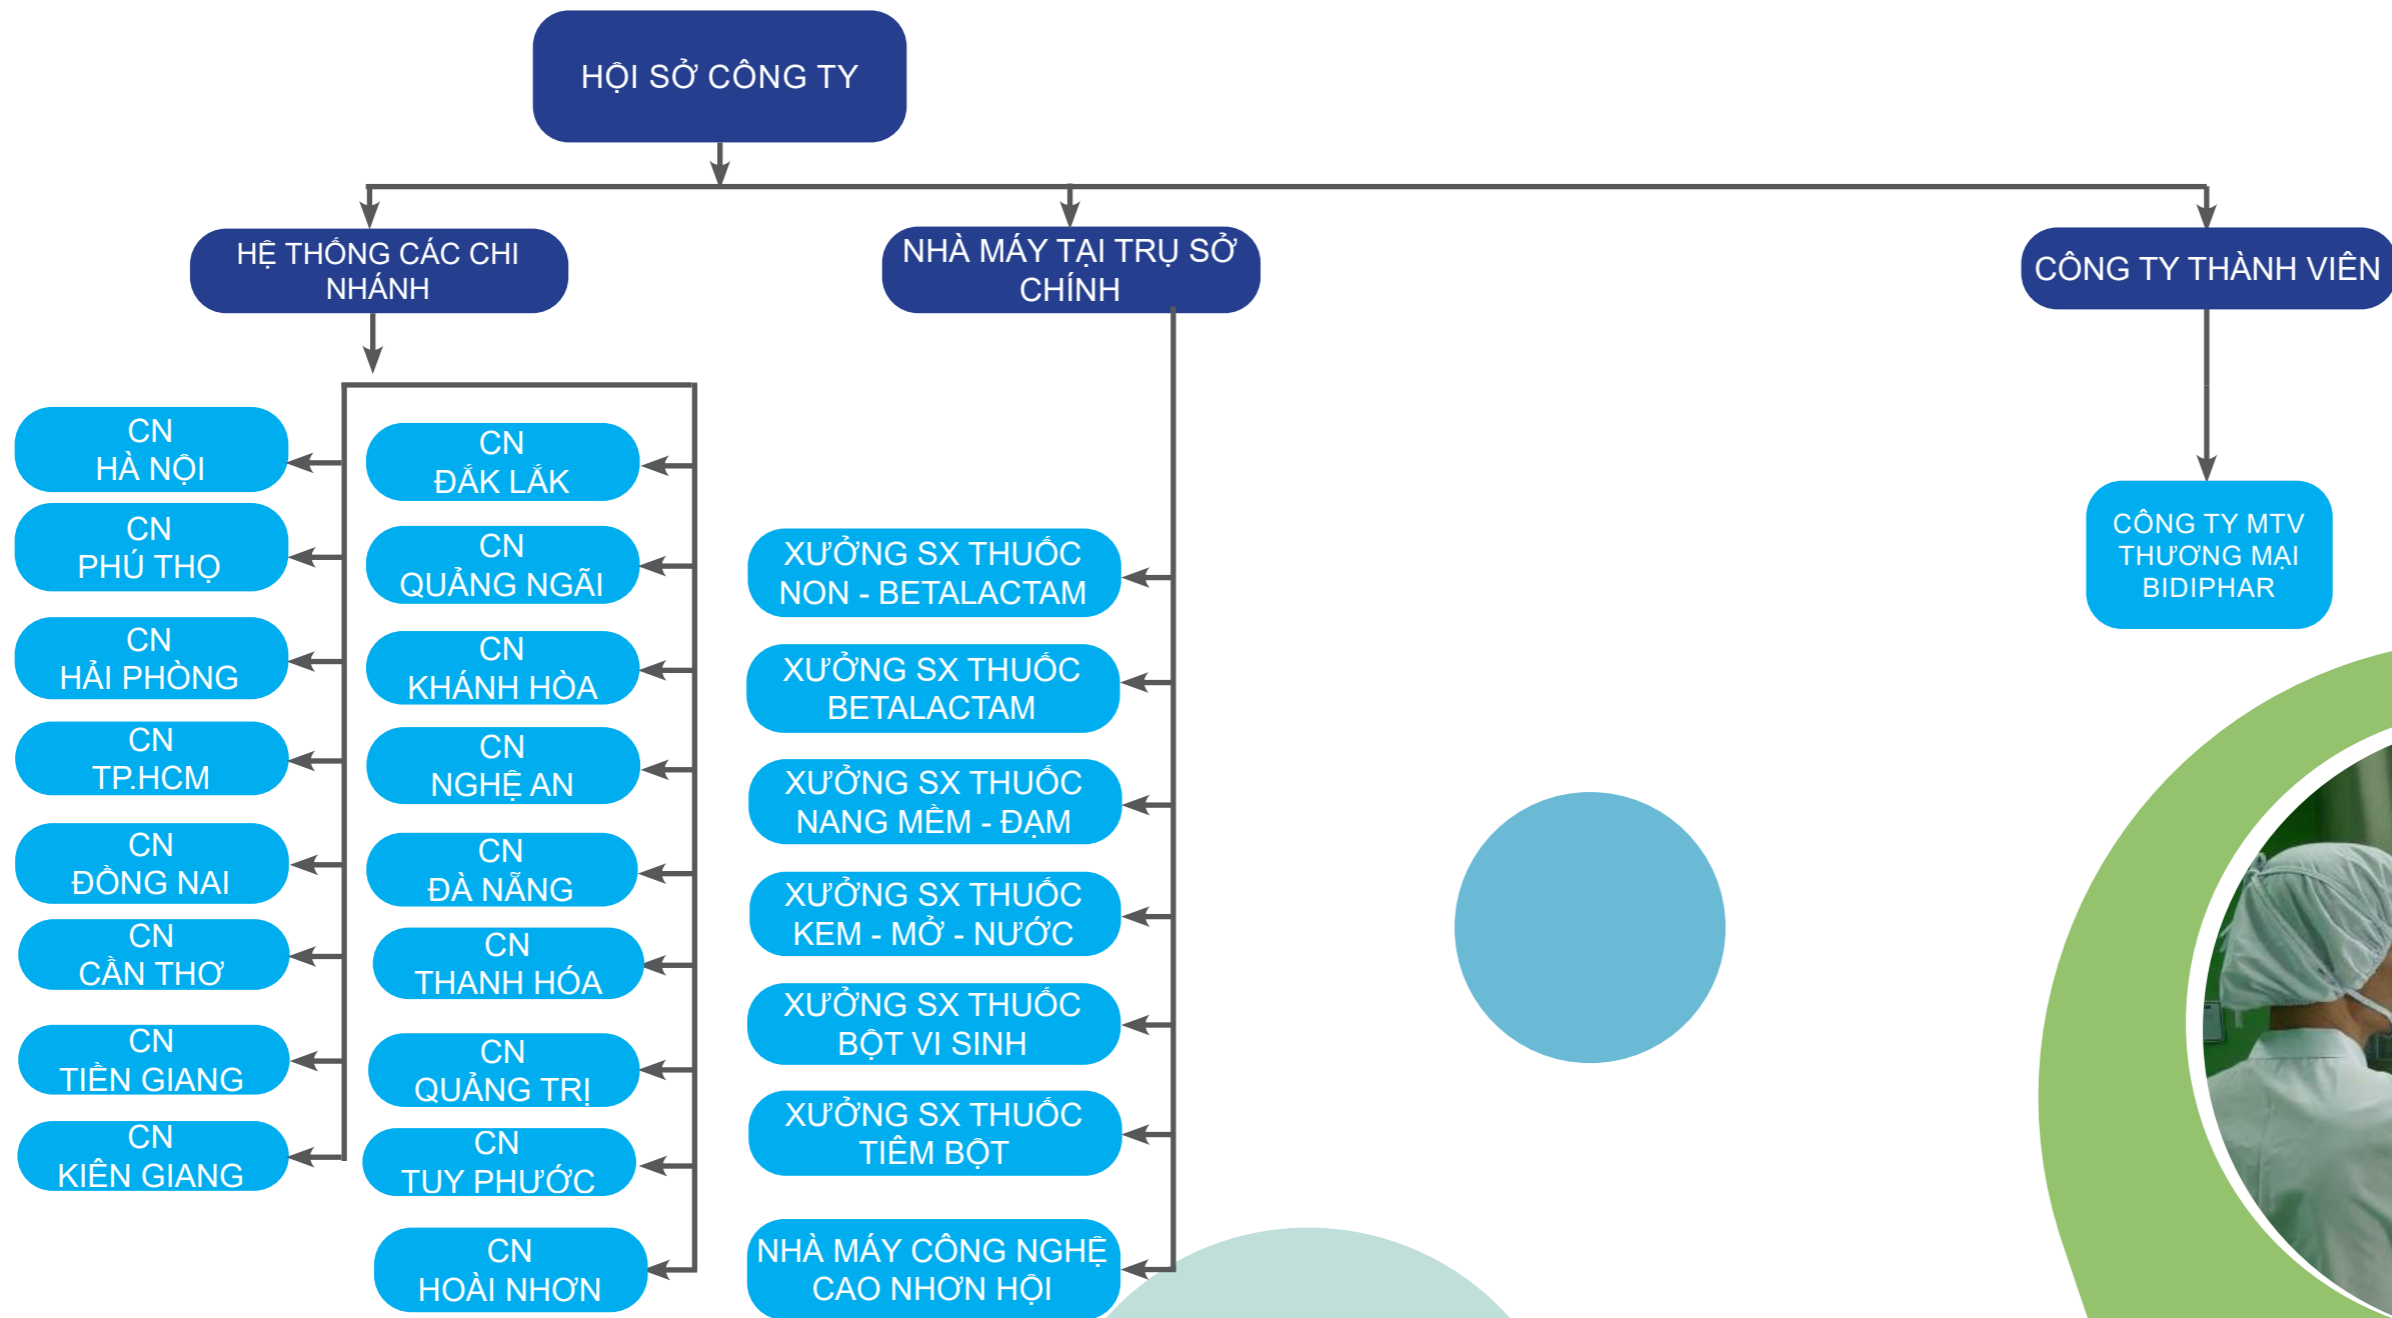 HỘI SỞ CÔNG TY
HỆ THỐNG CÁC CHI
NHÁNH
NHÀ MÁY TẠI TRỤ SỞ
CHÍNH
CÔNG TY THÀNH VIÊN
CN
HÀ NỘI
CN
PHÚ THỌ
CN
HẢI PHÒNG
CN
TP.HCM
CN
ĐỒNG NAI
CN
CẦN THƠ
CN
TIỀN GIANG
CN
KIÊN GIANG
CN
ĐẮK LẮK
CN
QUẢNG NGÃI
CN
KHÁNH HÒA
CN
NGHỆ AN
CN
ĐÀ NẴNG
CN
THANH HÓA
CN
QUẢNG TRỊ
CN
TUY PHƯỚC
CN
HOÀI NHƠN
XƯỞNG SX THUỐC
NON - BETALACTAM
XƯỞNG SX THUỐC
BETALACTAM
XƯỞNG SX THUỐC
NANG MỀM - ĐẠM
XƯỞNG SX THUỐC
KEM - MỞ - NƯỚC
XƯỞNG SX THUỐC
BỘT VI SINH
XƯỞNG SX THUỐC
TIÊM BỘT
NHÀ MÁY CÔNG NGHỆ
CAO NHƠN HỘI
CÔNG TY MTV
THƯƠNG MẠI
BIDIPHAR